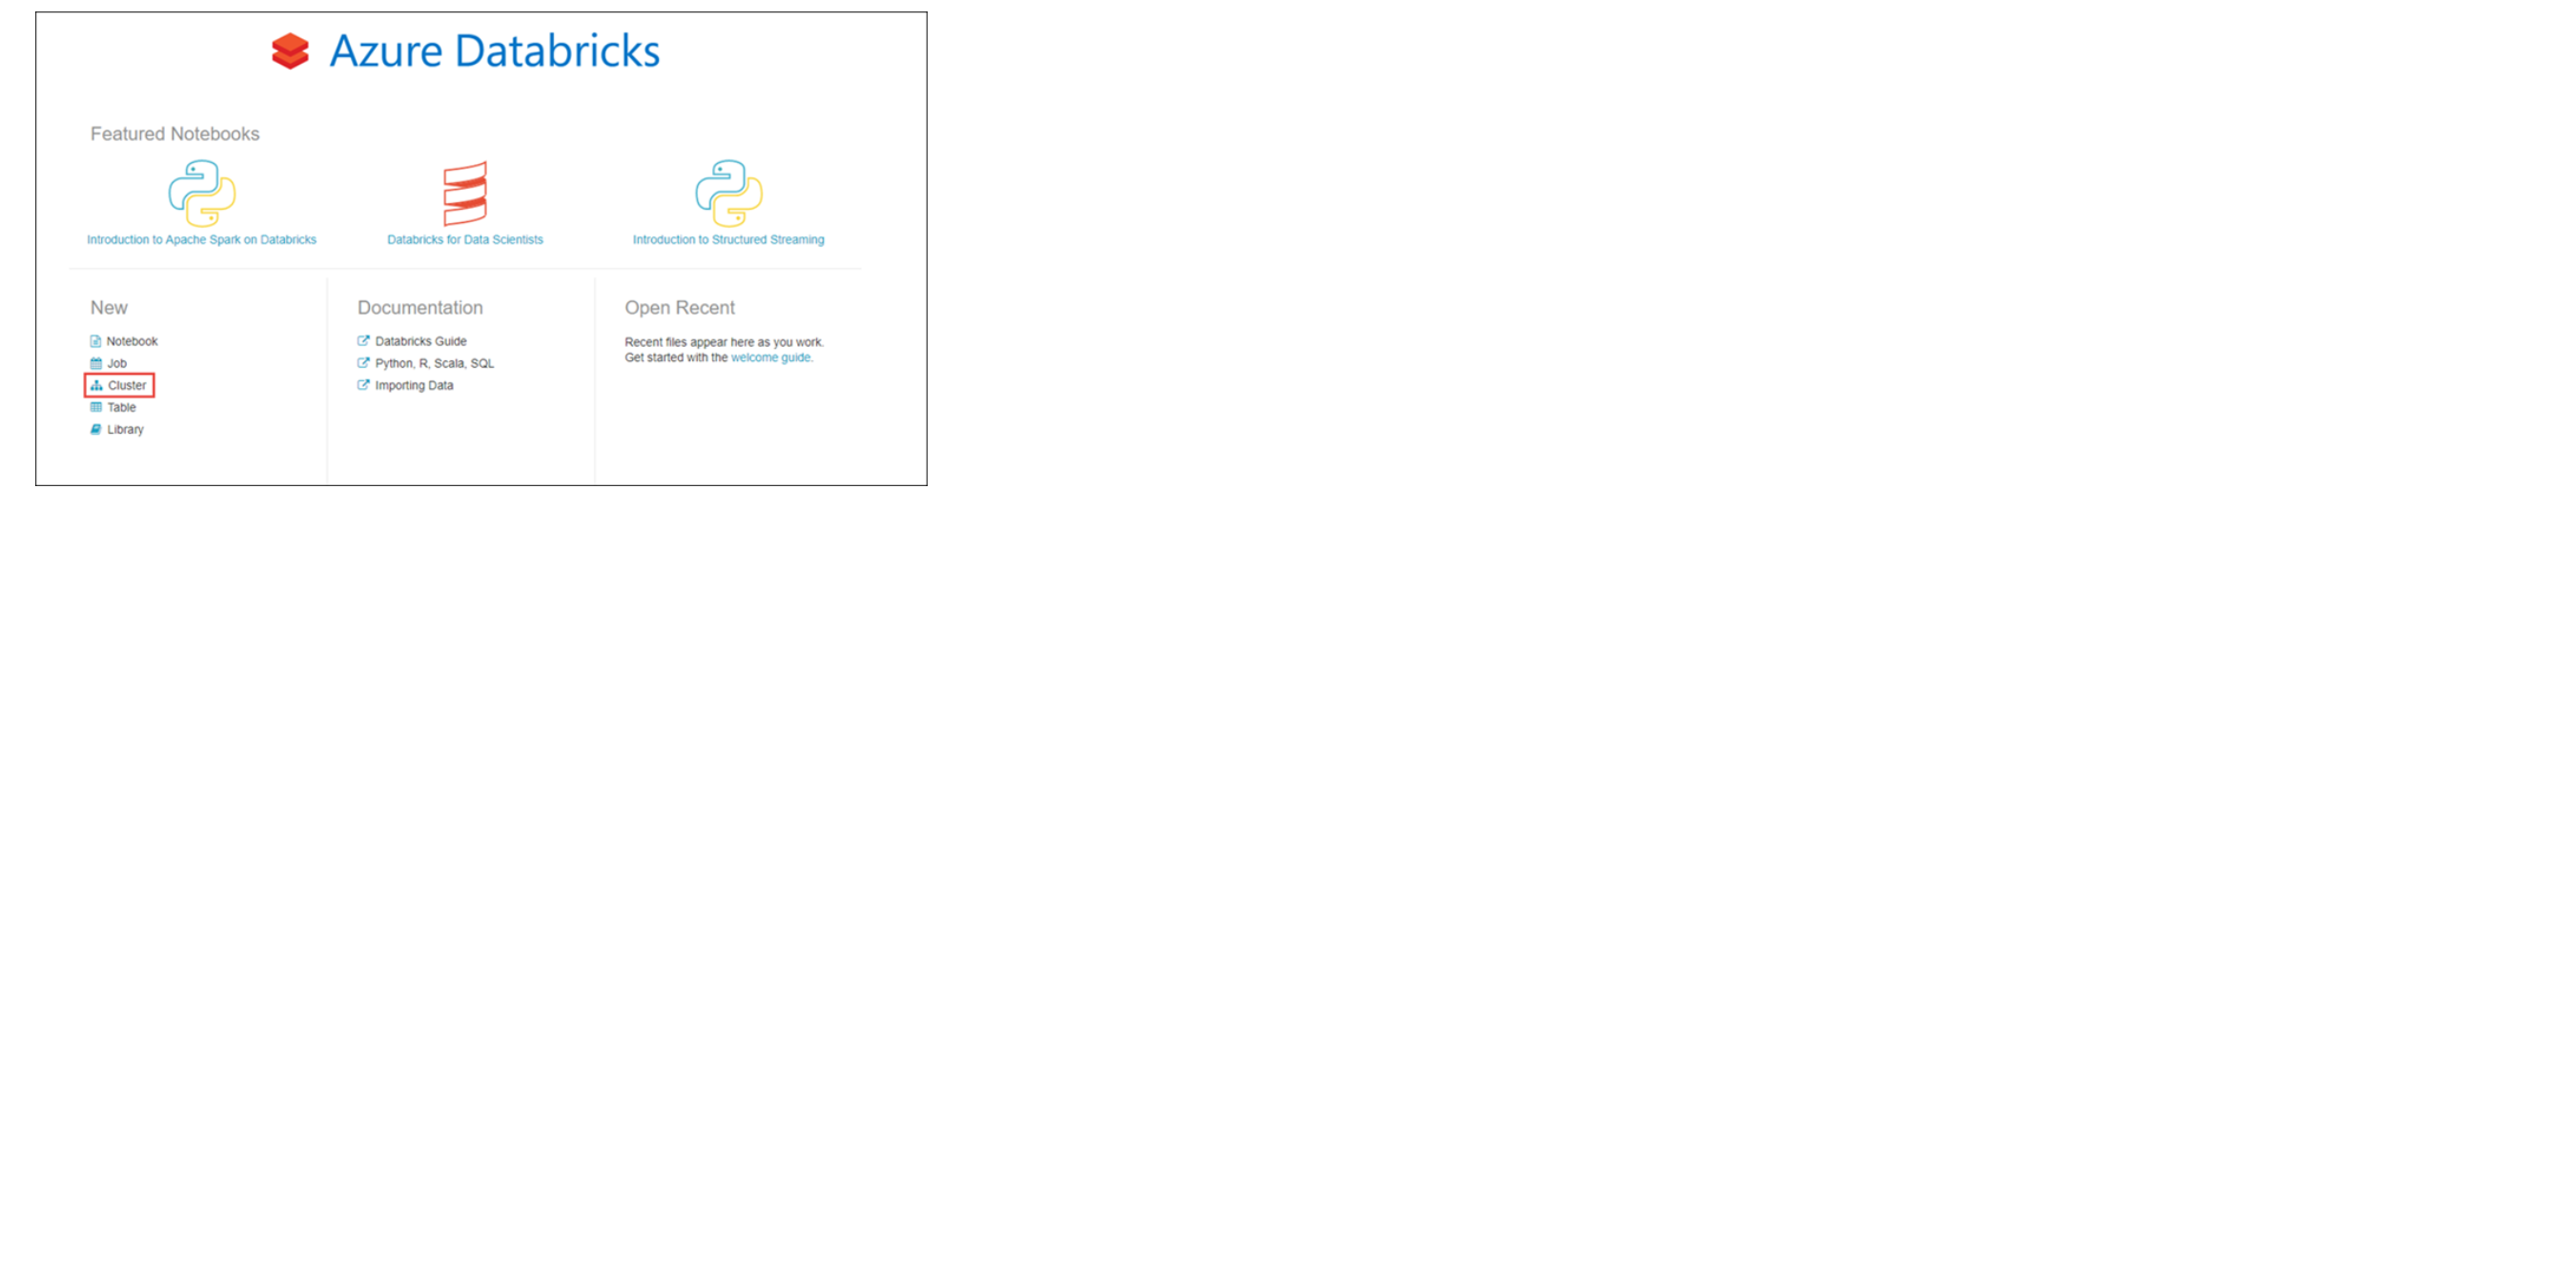 Azure Databricks
Featured Notebooks
Introduction to Apache Spark on Databricks
Databricks for Data Scientists
Introduction to Structured Streaming
New
Notebook
Job
Cluster
Table
Library
Documentation
Databricks Guide
Python, R, Scala, SQL
Importing Data
Open Recent
Recent files appear here as you work.
Get started with the welcome guide.